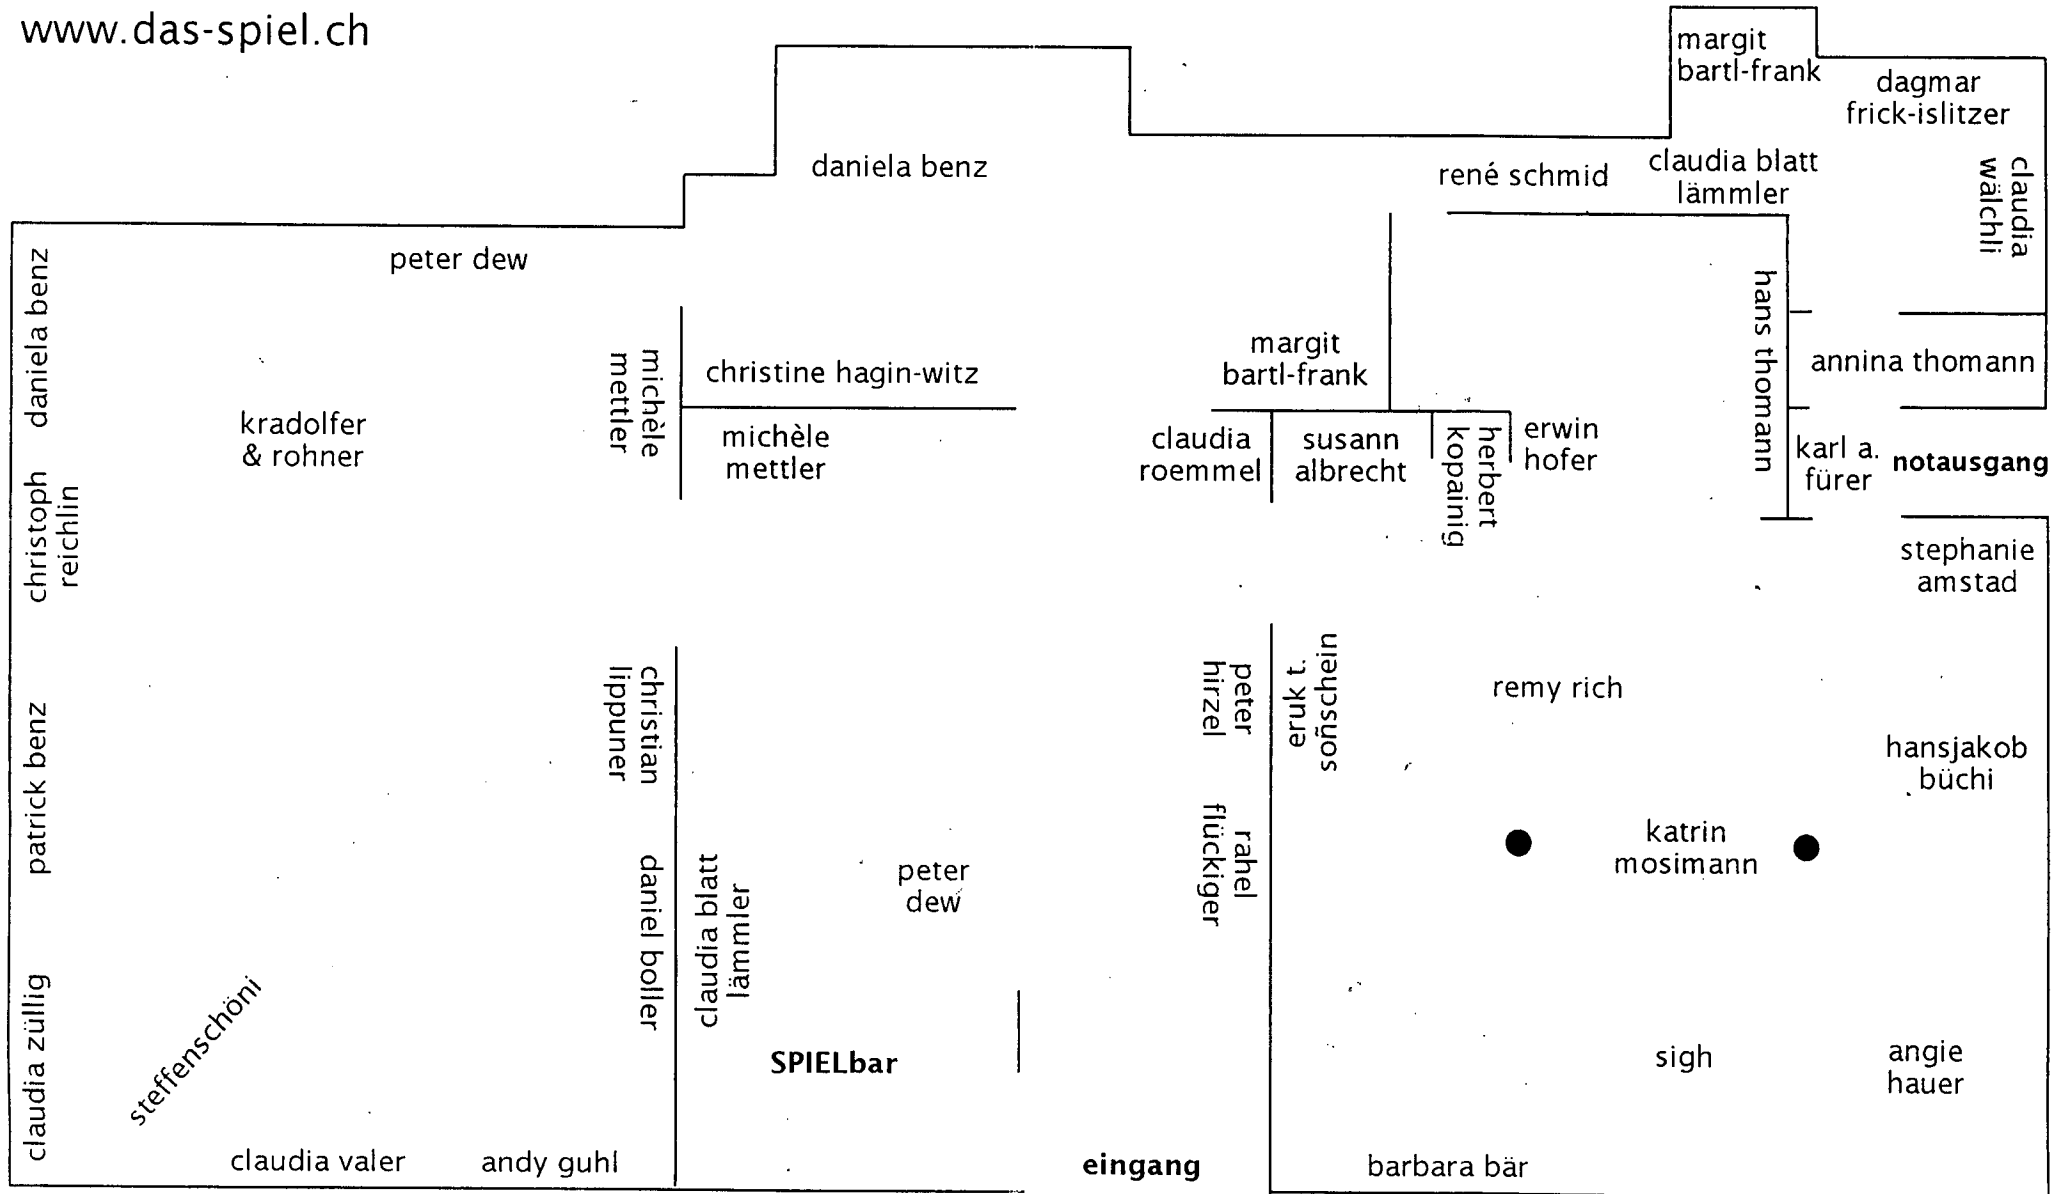 www.das-spiel.ch
margit
bartl-frank
dagmar
frick-islitzer
daniela benz
rené schmid
claudia blatt
lämmler
claudia
wälchli
peter dew
daniela benz
michèle
mettler
christine hagin-witz
margit
bartl-frank
hans thomann
annina thomann
kradolfer
& rohner
michèle
mettler
claudia
roemmel
susann
albrecht
herbert
kopainig
erwin
hofer
karl a.
fürer
notausgang
christoph
reichlin
stephanie
amstad
christian
lippuner
peter
hirzel
eruk t.
soñschein
remy rich
patrick benz
hansjakob
büchi
rahel
flückiger
katrin
mosimann
daniel boller
claudia blatt
lämmler
peter
dew
claudia züllig
steffenschöni
SPIELbar
sigh
angie
hauer
claudia valer
andy guhl
eingang
barbara bär